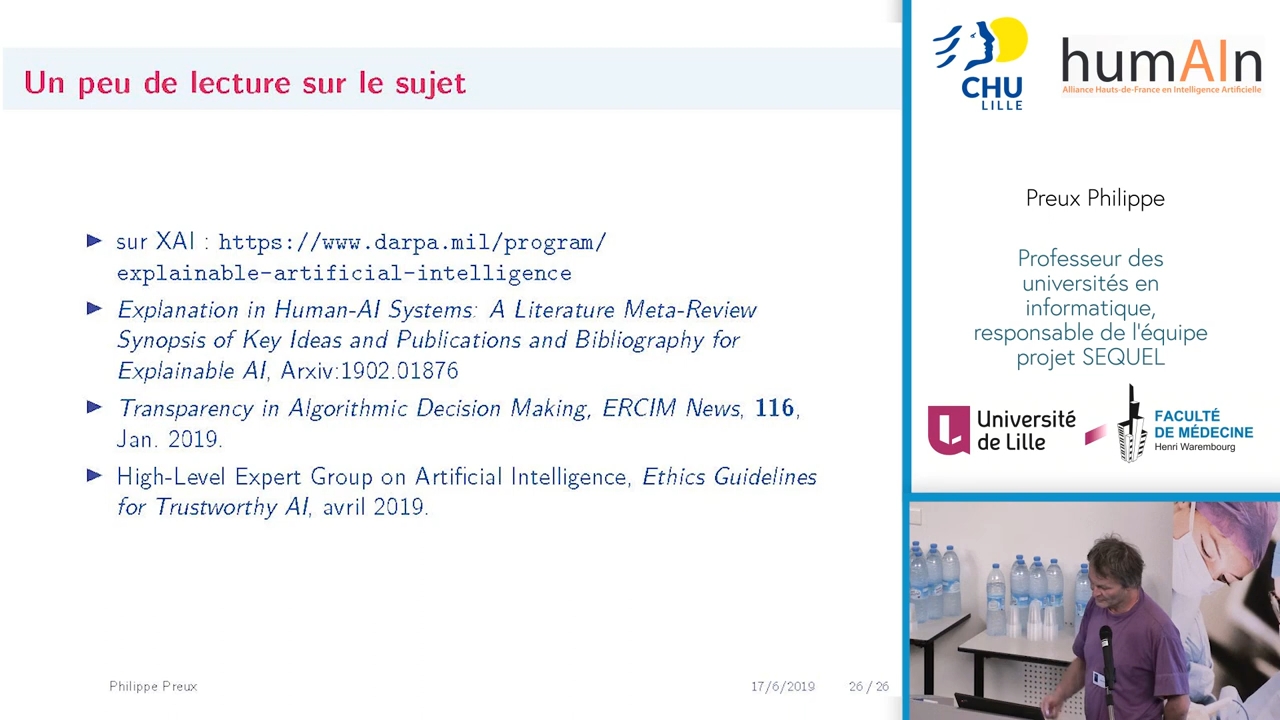 Un peu de lecture sur le sujet
▶ sur XAI : https://www.darpa.mil/program/
explainable-artificial-intelligence
▶ Explanation in Human-AI Systems: A Literature Meta-Review
Synopsis of Key Ideas and Publications and Bibliography for
Explainable AI, Arxiv:1902.01876
▶ Transparency in Algorithmic Decision Making, ERCIM News, 116,
Jan. 2019.
▶ High-Level Expert Group on Artificial Intelligence, Ethics Guidelines
for Trustworthy AI, avril 2019.
Philippe Preux
17/6/2019
26 / 26
CHU
LILLE
humAIn
Alliance Hauts-de-France en Intelligence Artificielle
Preux Philippe
Professeur des
universités en
informatique,
responsable de l'équipe
projet SEQUEL
Université
de Lille
FACULTÉ
DE MÉDECINE
Henri Warembourg